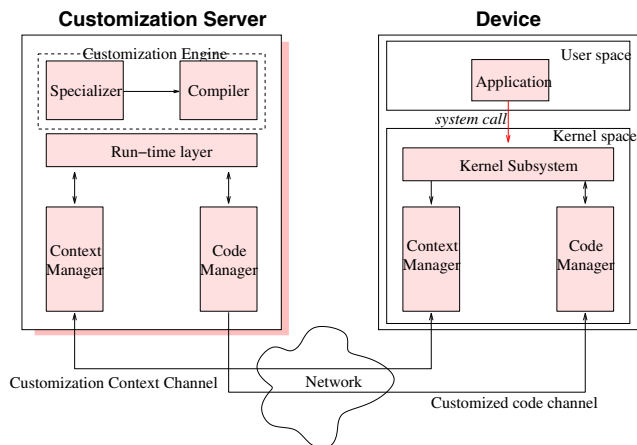 Customization Server
Device
Customization Engine
User space
Specializer
Compiler
Application
system call
Kernel space
Run-time layer
Kernel Subsystem
Context
Manager
Code
Manager
Context
Manager
Code
Manager
Customization Context Channel
Network
Customized code channel